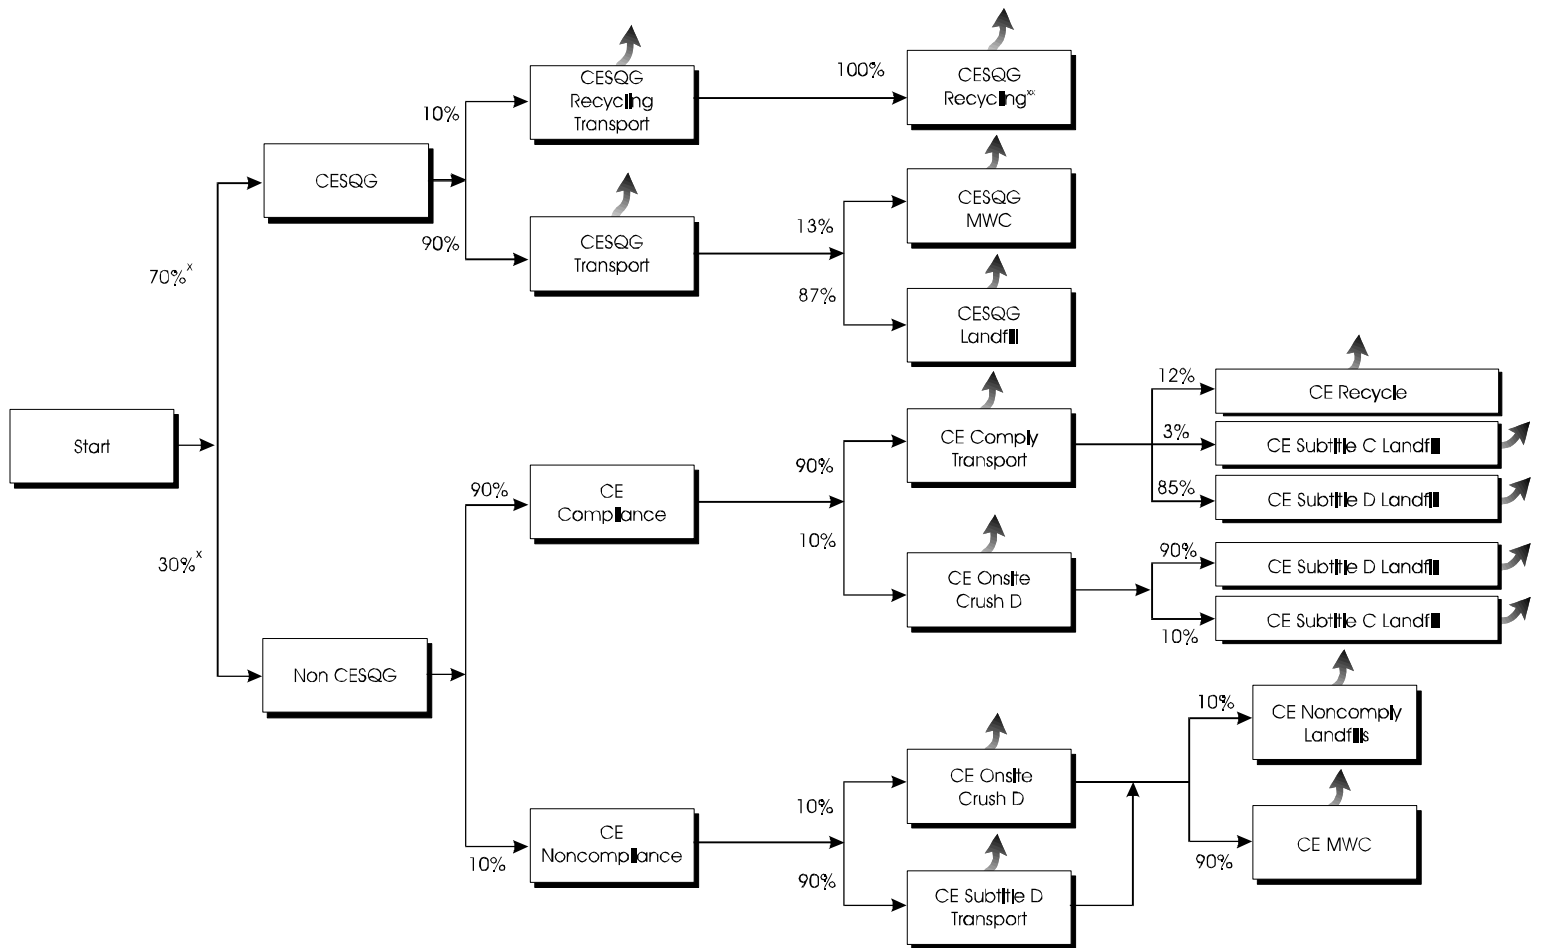 CESQG
Recycling
Transport
100%
CESQG
Recycling^xx
10%
CESQG
90%
CESQG
Transport
13%
CESQG
MWC
87%
CESQG
Landfill
70%^x
Start
30%^x
Non CESQG
90%
CE
Compliance
90%
CE Comply
Transport
12%
CE Recycle
3%
CE Subtitle C Landfill
85%
CE Subtitle D Landfill
10%
CE Onsite
Crush D
90%
CE Subtitle D Landfill
10%
CE Subtitle C Landfill
10%
CE
Noncompliance
10%
CE Onsite
Crush D
90%
CE Subtitle D
Transport
10%
CE Noncomply
Landfills
90%
CE MWC